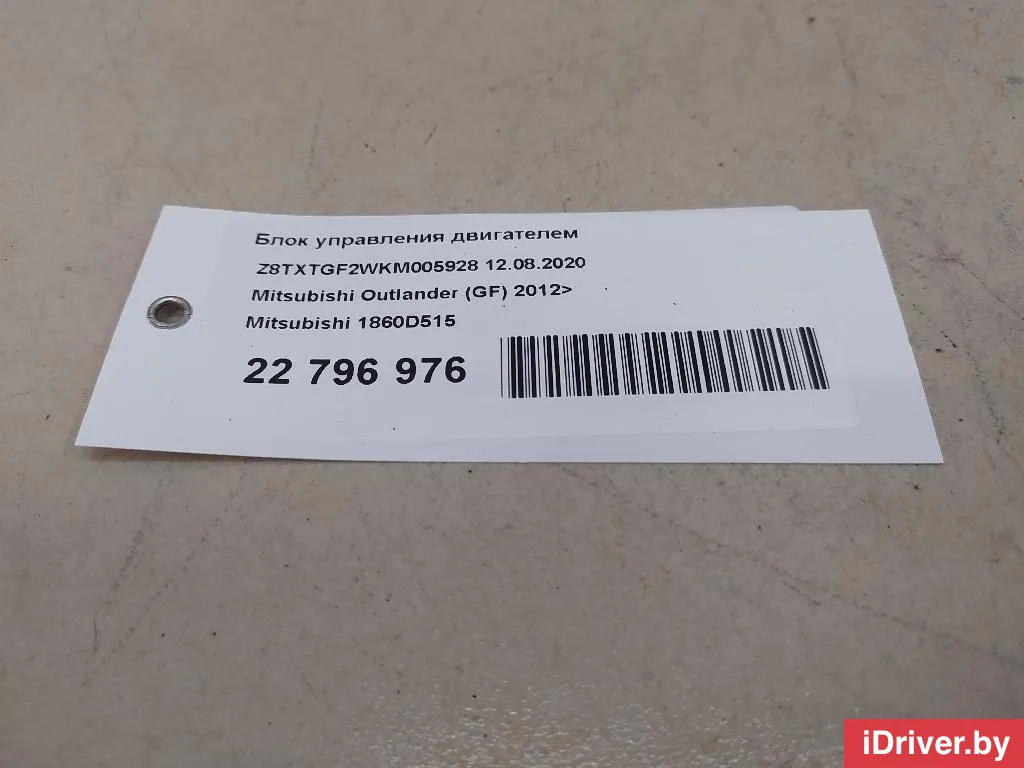 Блок управления двигателем
Z8TXTGF2WKM005928 12.08.2020
Mitsubishi Outlander (GF) 2012>
Mitsubishi 1860D515
22 796 976
iDriver.by